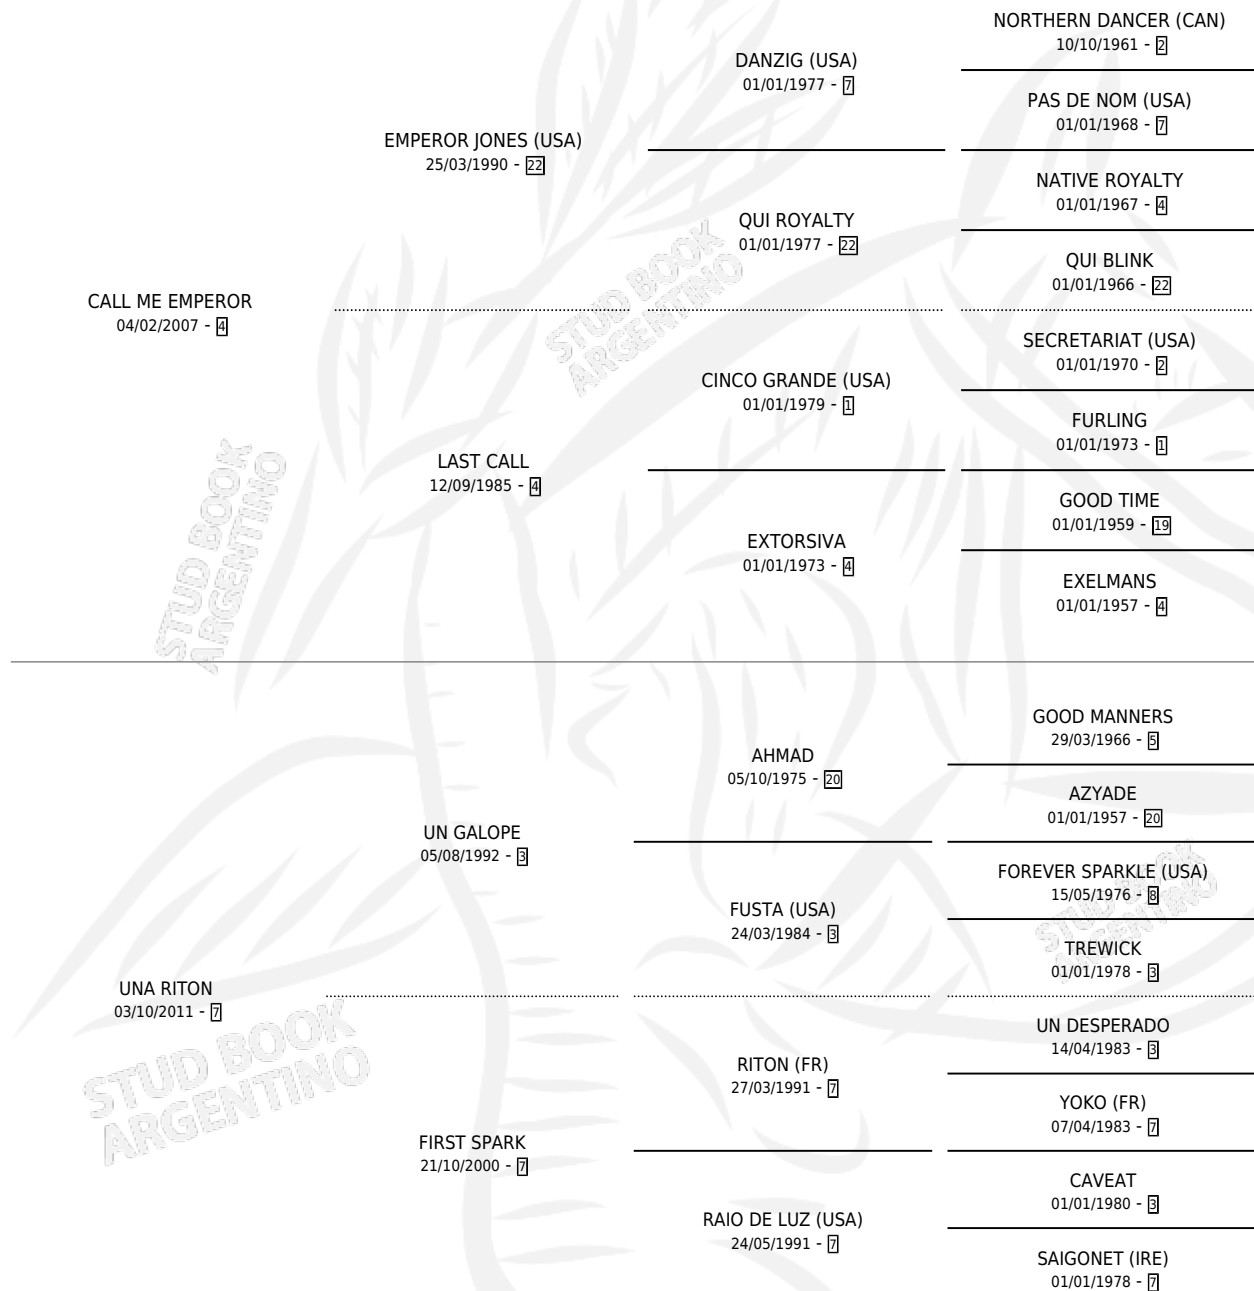 NORTHERN DANCER (CAN)
10/10/1961 - 2
DANZIG (USA)
01/01/1977 - 7
PAS DE NOM (USA)
01/01/1968 - 7
EMPEROR JONES (USA)
25/03/1990 - 22
NATIVE ROYALTY
01/01/1967 - 4
QUI ROYALTY
01/01/1977 - 22
QUI BLINK
01/01/1966 - 22
CALL ME EMPEROR
04/02/2007 - 4
STUD BOOK
ARGENTINO
SECRETARIAT (USA)
01/01/1970 - 2
CINCO GRANDE (USA)
01/01/1979 - 1
FURLING
01/01/1973 - 1
LAST CALL
12/09/1985 - 4
GOOD TIME
01/01/1959 - 19
EXTORSIVA
01/01/1973 - 4
EXELMANS
01/01/1957 - 4
STUD BOOK
ARGENTINO
GOOD MANNERS
29/03/1966 - 5
AHMAD
05/10/1975 - 20
AZYADE
01/01/1957 - 20
UN GALOPE
05/08/1992 - 3
FOREVER SPARKLE (USA)
15/05/1976 - 8
FUSTA (USA)
24/03/1984 - 3
STUD BOOK
ARGENTINO
TREWICK
01/01/1978 - 3
UNA RITON
03/10/2011 - 7
UN DESPERADO
14/04/1983 - 3
RITON (FR)
27/03/1991 - 7
YOKO (FR)
07/04/1983 - 7
STUD BOOK
ARGENTINO
FIRST SPARK
21/10/2000 - 7
CAVEAT
01/01/1980 - 3
RAIO DE LUZ (USA)
24/05/1991 - 7
SAIGONET (IRE)
01/01/1978 - 7